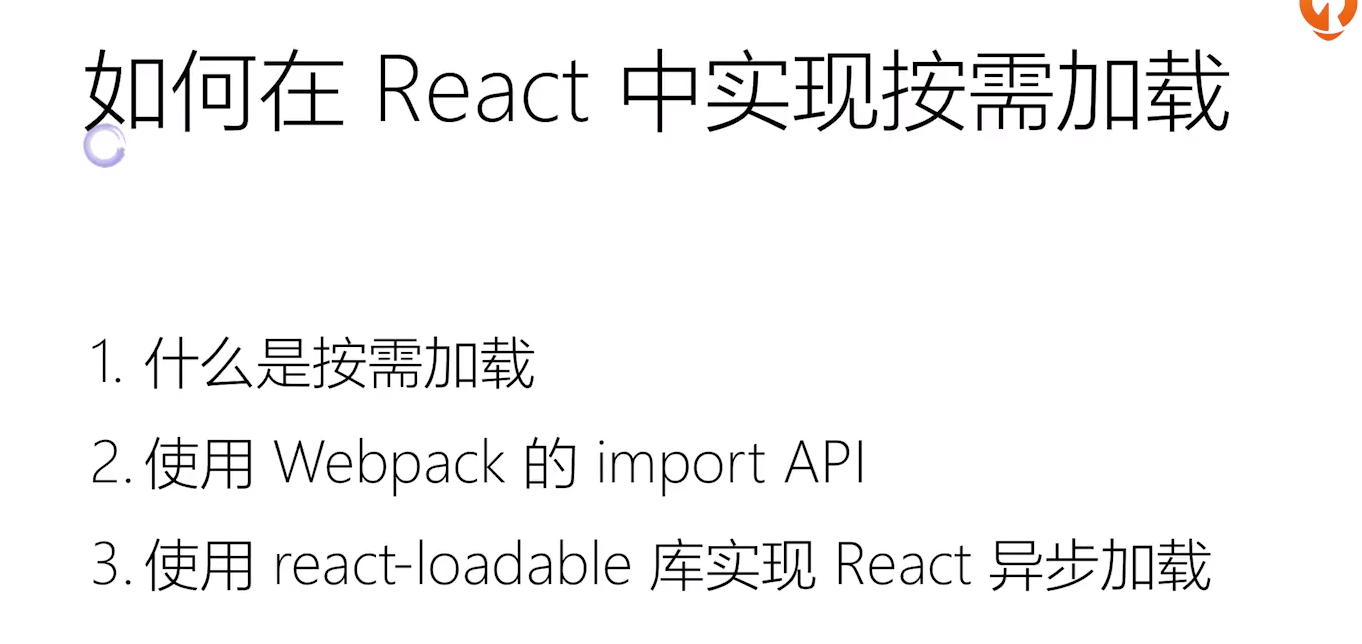 如何在 React 中实现按需加载
1. 什么是按需加载
2. 使用 Webpack 的 import API
3. 使用 react-loadable 库实现 React 异步加载